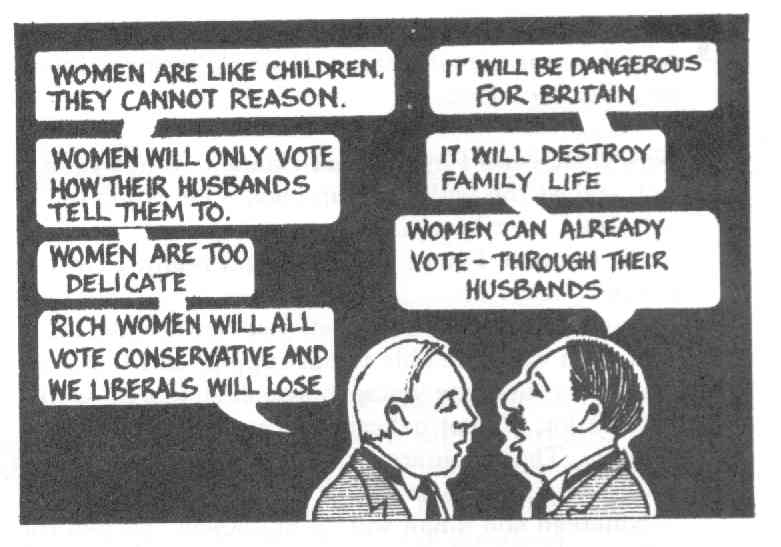 WOMEN ARE LIKE CHILDREN.
THEY CANNOT REASON.
WOMEN WILL ONLY VOTE
HOW THEIR HUSBANDS
TELL THEM TO.
WOMEN ARE TOO
DELICATE
RICH WOMEN WILL ALL
VOTE CONSERVATIVE AND
WE LIBERALS WILL LOSE
IT WILL BE DANGEROUS
FOR BRITAIN
IT WILL DESTROY
FAMILY LIFE
WOMEN CAN ALREADY
VOTE – THROUGH THEIR
HUSBANDS